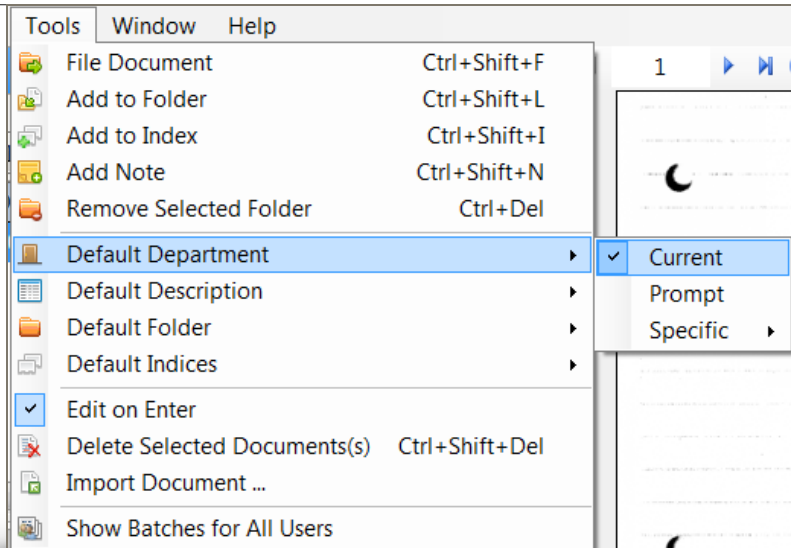 Tools Window Help
File Document Ctrl+Shift+F
1
Add to Folder Ctrl+Shift+L
Add to Index Ctrl+Shift+I
Add Note Ctrl+Shift+N
Remove Selected Folder Ctrl+Del
Default Department
Current
Default Description
Prompt
Default Folder
Specific
Default Indices
Edit on Enter
Delete Selected Documents(s) Ctrl+Shift+Del
Import Document ...
Show Batches for All Users